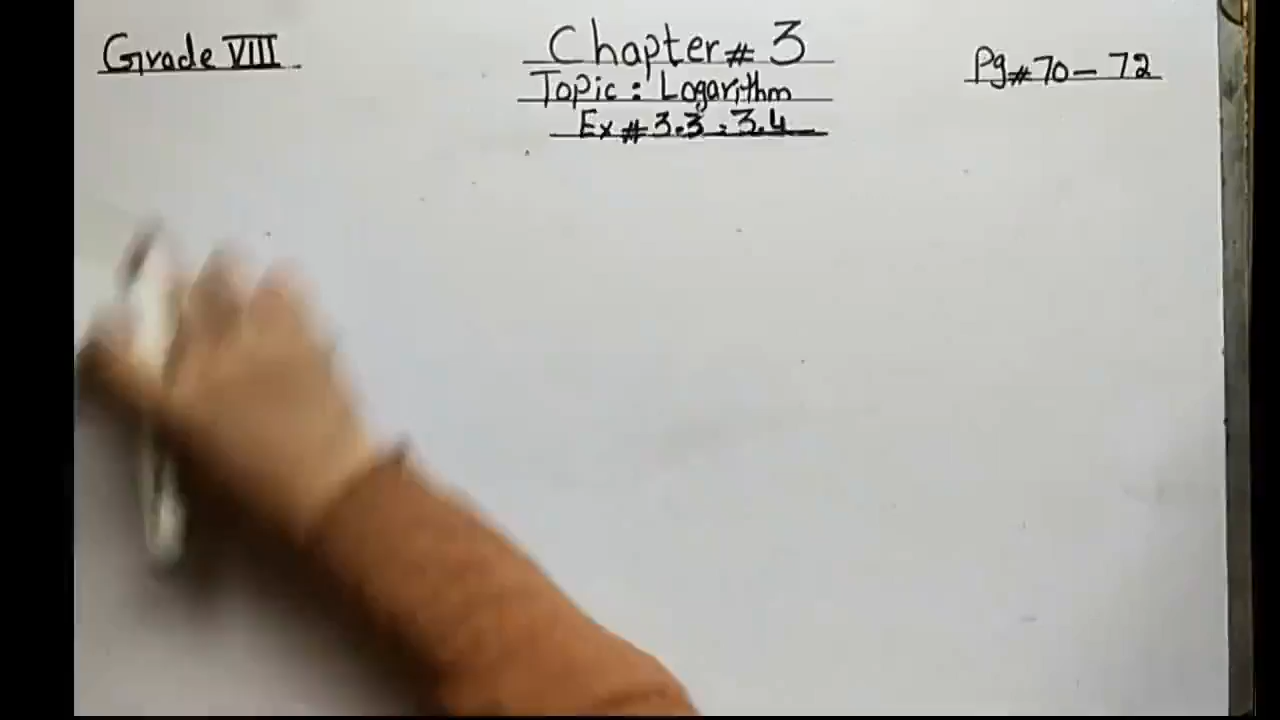 Grade VIII
Chapter # 3
Pg # 70 - 72
Topic : Logarithm
Ex # 3.3 : 3.4